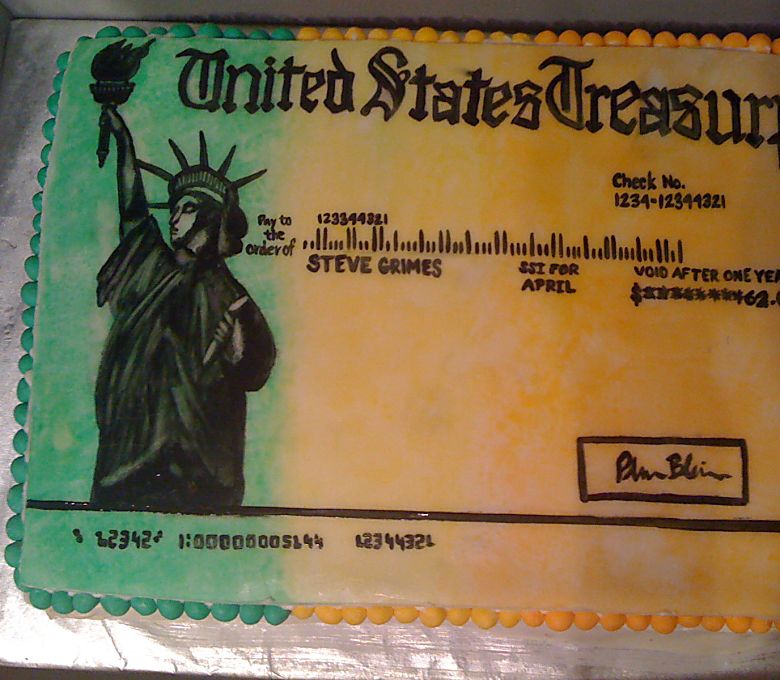 United States Treasury
Check No.
1234-12344321
Pay to
the
order of
123344321
STEVE GRIMES
SSI FOR
APRIL
VOID AFTER ONE YEA
$********62.
12342 1:000000005144 12344321